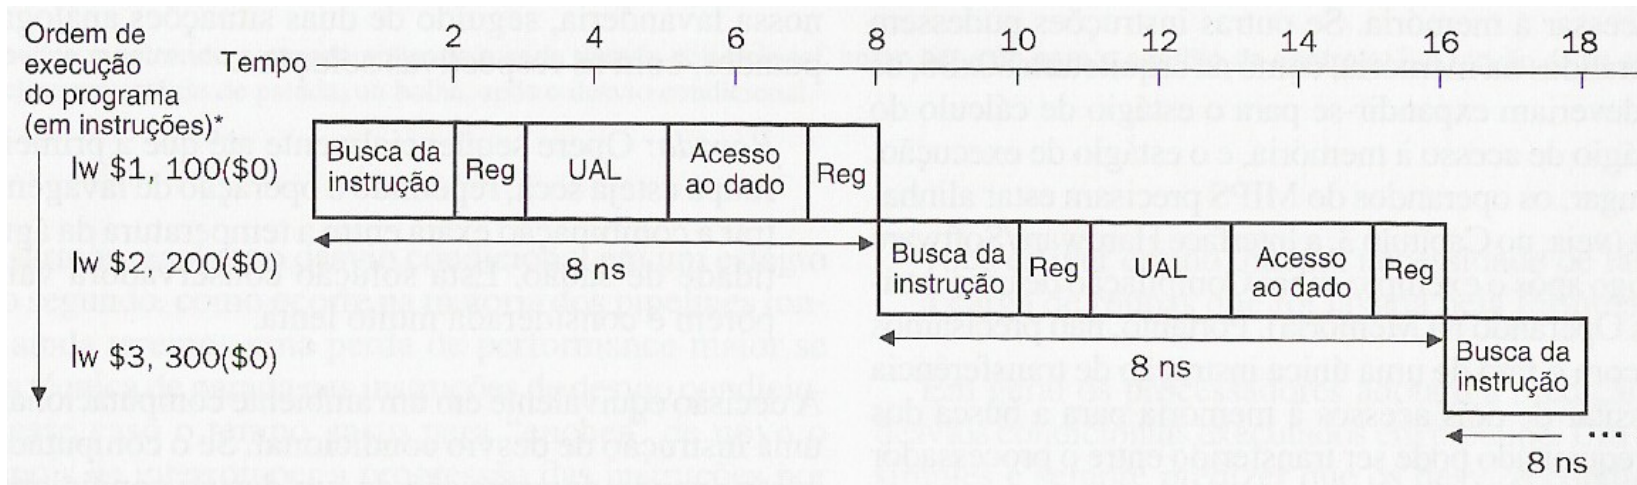 Ordem de
execução
do programa
(em instruções)*
Tempo
2 4 6 8 10 12 14 16 18
lw $1, 100($0)
Busca da
instrução
Reg
UAL
Acesso
ao dado
Reg
8 ns
lw $2, 200($0)
Busca da
instrução
Reg
UAL
Acesso
ao dado
Reg
8 ns
lw $3, 300($0)
Busca da
instrução
...
8 ns